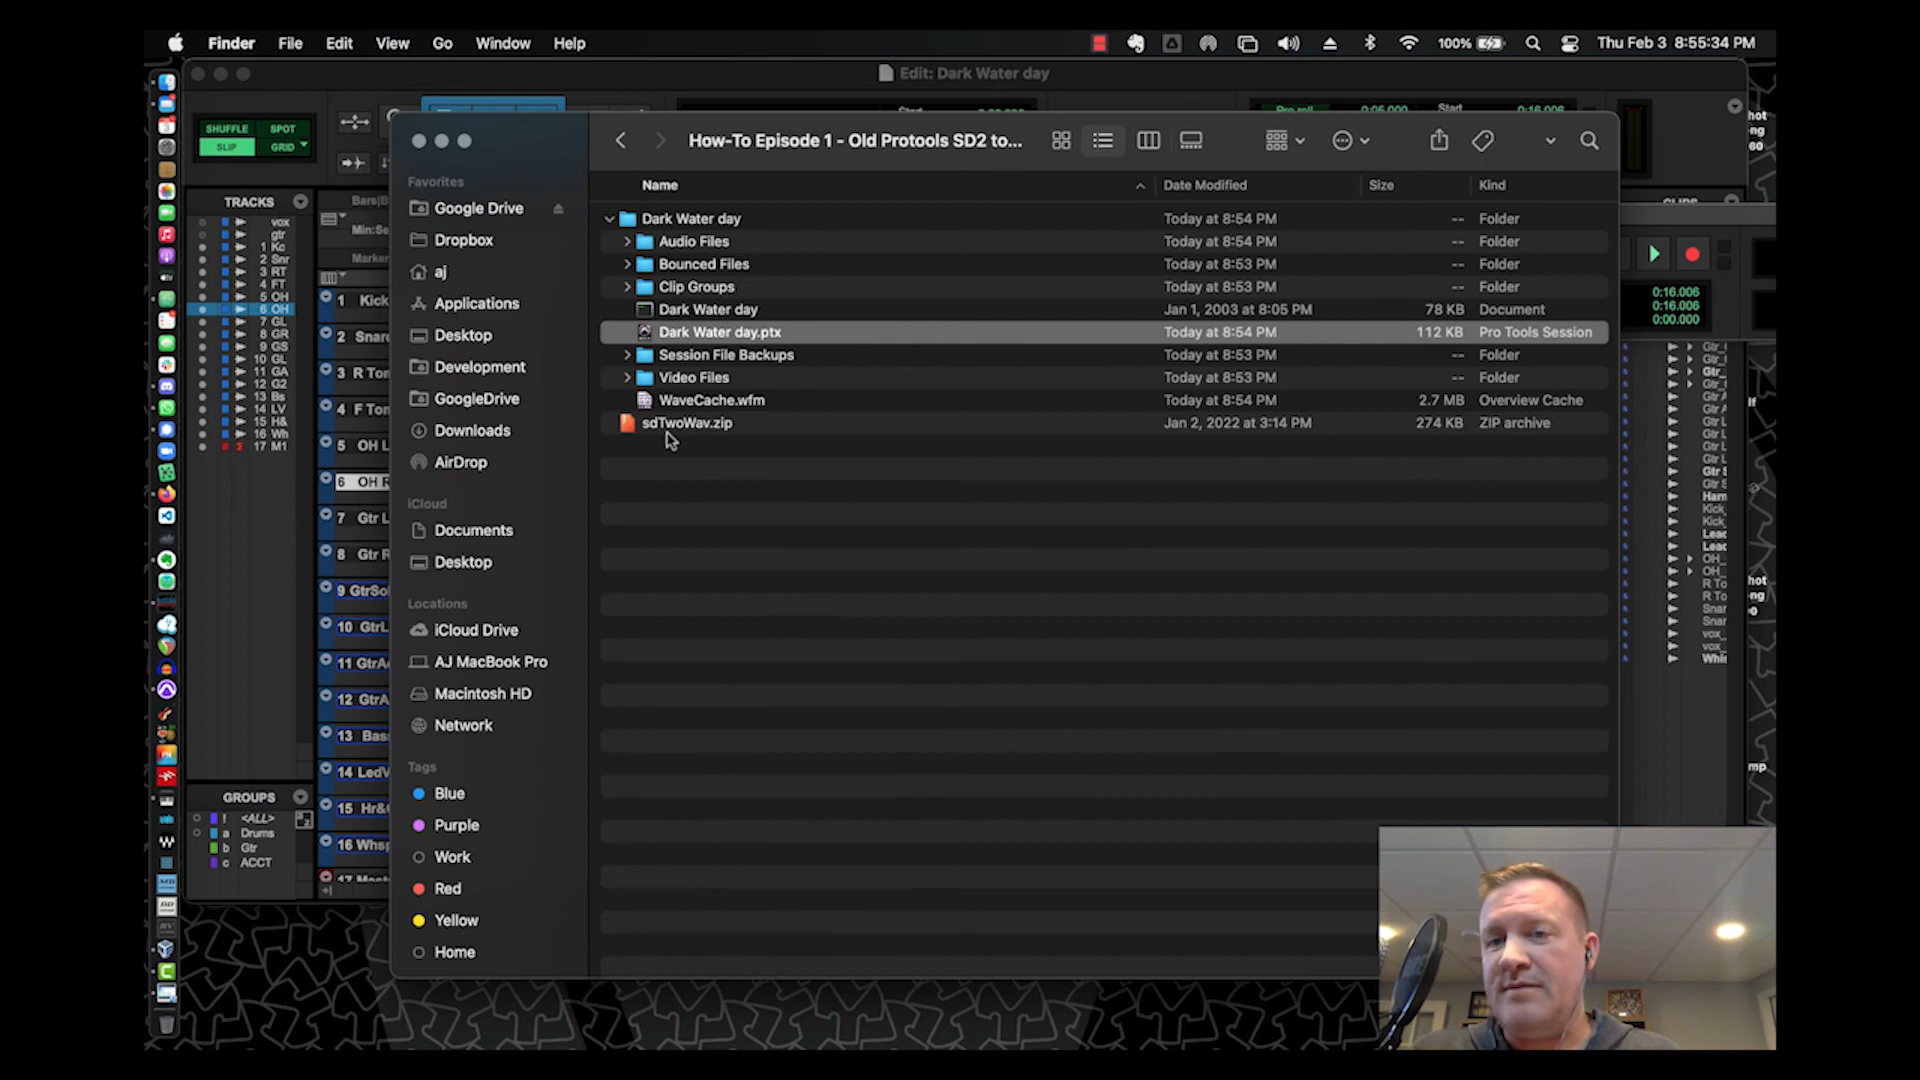 Finder File Edit View Go Window Help
100% Thu Feb 3 8:55:34 PM
Edit: Dark Water day
SHUFFLE SPOT
SLIP GRID
TRACKS
vox
gtr
1 Kc
2 Snr
3 RT
4 FT
5 OH
6 OH
7 GL
8 GR
9 GS
10 GL
11 GA
12 G2
13 Bs
14 LV
15 H&
16 Wh
17 M1
GROUPS
! <ALL>
a Drums
b Gtr
c ACCT
Bars|B
Min:Se
Marker
1 Kick
2 Snare
3 R Tom
4 F Tom
5 OH L
6 OH R
7 Gtr L
8 Gtr R
9 GtrSol
10 GtrL
11 GtrAc
12 GtrA
13 Bass
14 LedV
15 Hr&
16 Whsp
How-To Episode 1 - Old Protools SD2 to...
Favorites
Google Drive
Dropbox
aj
Applications
Desktop
Development
GoogleDrive
Downloads
AirDrop
iCloud
Documents
Desktop
Locations
iCloud Drive
AJ MacBook Pro
Macintosh HD
Network
Tags
Blue
Purple
Work
Red
Yellow
Home
Name Date Modified Size Kind
Dark Water day Today at 8:54 PM -- Folder
Audio Files Today at 8:54 PM -- Folder
Bounced Files Today at 8:53 PM -- Folder
Clip Groups Today at 8:54 PM -- Folder
Dark Water day Jan 1, 2003 at 8:05 PM 78 KB Document
Dark Water day.ptx Today at 8:54 PM 112 KB Pro Tools Session
Session File Backups Today at 8:53 PM -- Folder
Video Files Today at 8:53 PM -- Folder
WaveCache.wfm Today at 8:54 PM 2.7 MB Overview Cache
sdTwoWav.zip Jan 2, 2022 at 3:14 PM 274 KB ZIP archive
0:16.006
0:16.006
0:00.000